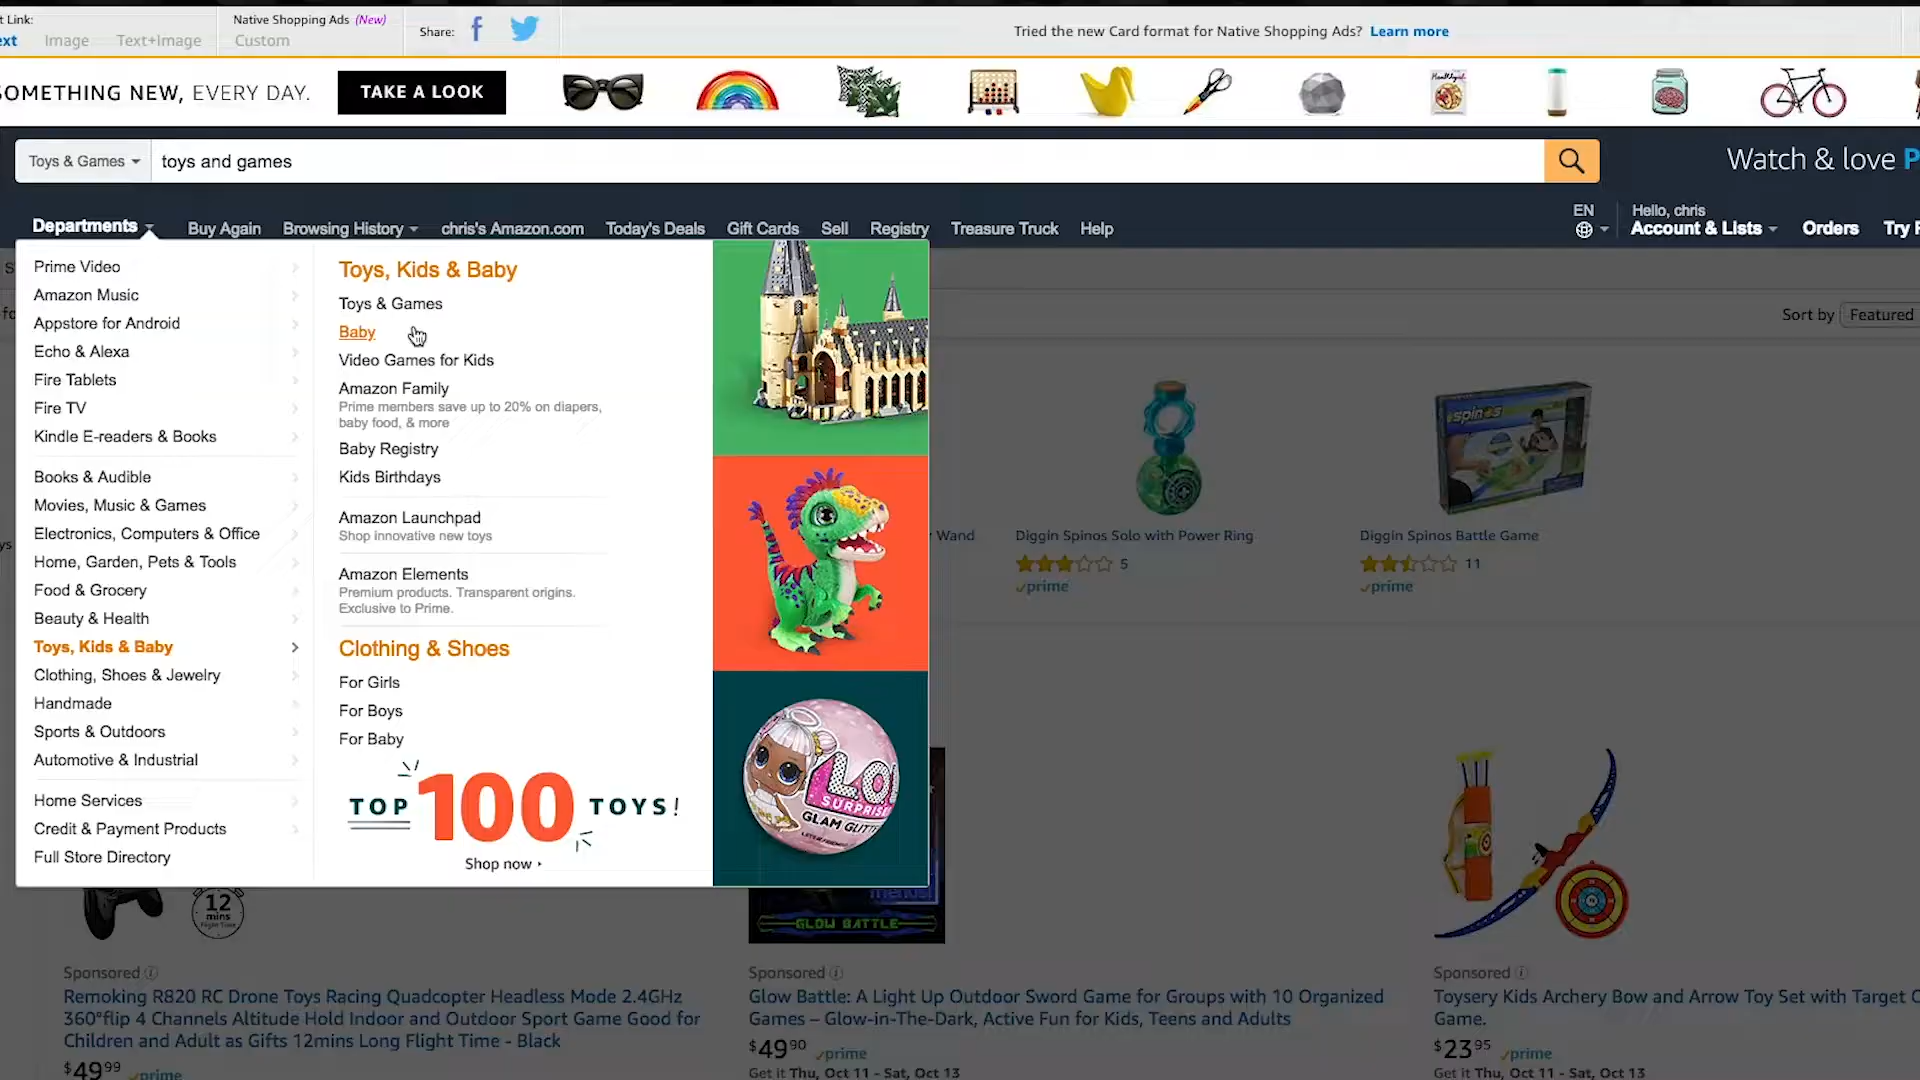 t Link:
ext
Image
Text+Image
Native Shopping Ads (New)
Custom
Share:
Tried the new Card format for Native Shopping Ads? Learn more
SOMETHING NEW, EVERY DAY.
TAKE A LOOK
Toys & Games
toys and games
Watch & love P
Departments
Buy Again
Browsing History
chris's Amazon.com
Today's Deals
Gift Cards
Sell
Registry
Treasure Truck
Help
EN
Hello, chris
Account & Lists
Orders
Try P
Prime Video
Amazon Music
Appstore for Android
Echo & Alexa
Fire Tablets
Fire TV
Kindle E-readers & Books
Books & Audible
Movies, Music & Games
Electronics, Computers & Office
Home, Garden, Pets & Tools
Food & Grocery
Beauty & Health
Toys, Kids & Baby
Clothing, Shoes & Jewelry
Handmade
Sports & Outdoors
Automotive & Industrial
Home Services
Credit & Payment Products
Full Store Directory
Toys, Kids & Baby
Toys & Games
Baby
Video Games for Kids
Amazon Family
Prime members save up to 20% on diapers,
baby food, & more
Baby Registry
Kids Birthdays
Amazon Launchpad
Shop innovative new toys
Amazon Elements
Premium products. Transparent origins.
Exclusive to Prime.
Clothing & Shoes
For Girls
For Boys
For Baby
TOP 100 TOYS!
Shop now
SURPRISE
GLAM GLITT
Sort by Featured
spinos
Wand
Diggin Spinos Solo with Power Ring
5
prime
Diggin Spinos Battle Game
11
prime
12
mins
Flight Time
GLOW BATTLE
Sponsored
Remoking R820 RC Drone Toys Racing Quadcopter Headless Mode 2.4GHz
360°flip 4 Channels Altitude Hold Indoor and Outdoor Sport Game Good for
Children and Adult as Gifts 12mins Long Flight Time - Black
$49 99 prime
Sponsored
Glow Battle: A Light Up Outdoor Sword Game for Groups with 10 Organized
Games – Glow-in-The-Dark, Active Fun for Kids, Teens and Adults
$49 90 prime
Get it Thu, Oct 11 - Sat, Oct 13
Sponsored
Toysery Kids Archery Bow and Arrow Toy Set with Target
Game.
$23 95 prime
Get it Thu, Oct 11 - Sat, Oct 13